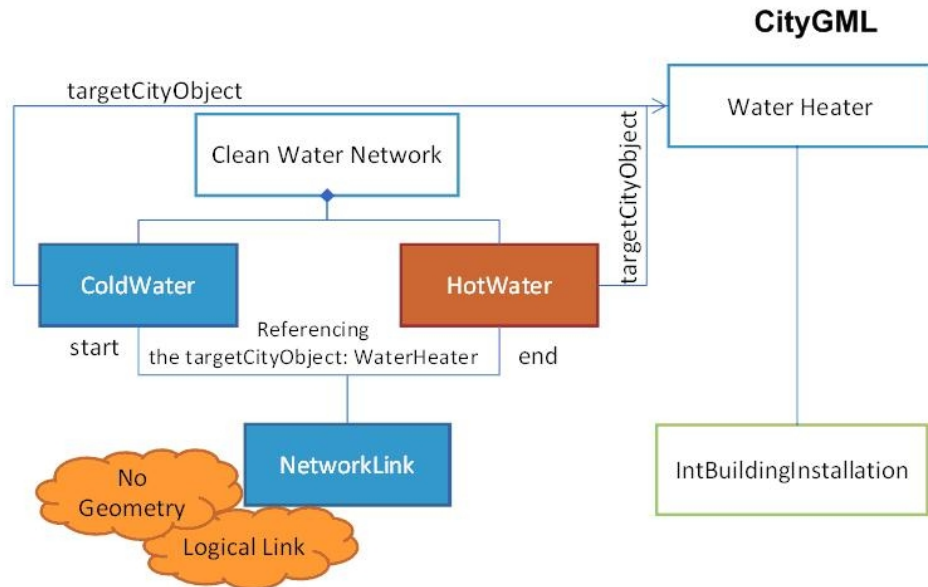 CityGML
targetCityObject
Water Heater
Clean Water Network
targetCityObject
ColdWater
HotWater
Referencing
the targetCityObject: WaterHeater
start
end
NetworkLink
IntBuildingInstallation
No
Geometry
Logical Link